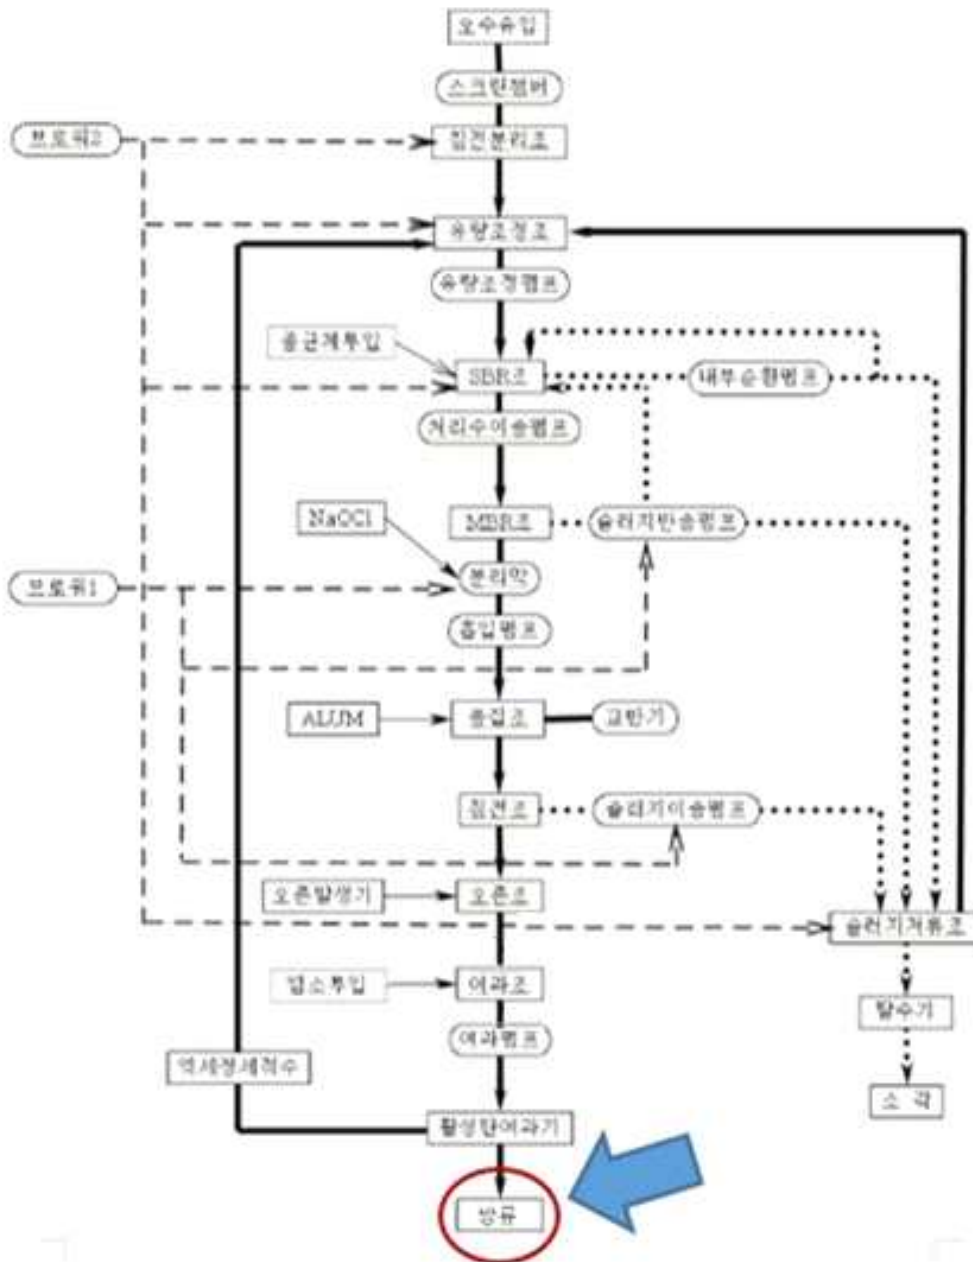 오수유입
스크린챔버
브로워2
침전분리조
유량조정조
유량조정펌프
종균제투입
SBR조
내부순환펌프
처리수이송펌프
NaOCl
MBR조
슬러지반송펌프
브로워1
분리막
흡입펌프
ALUM
응집조
교반기
침전조
슬러지이송펌프
오존발생기
오존조
슬러지저류조
염소투입
여과조
탈수기
여과펌프
역세정세척수
소 각
활성탄여과기
방류